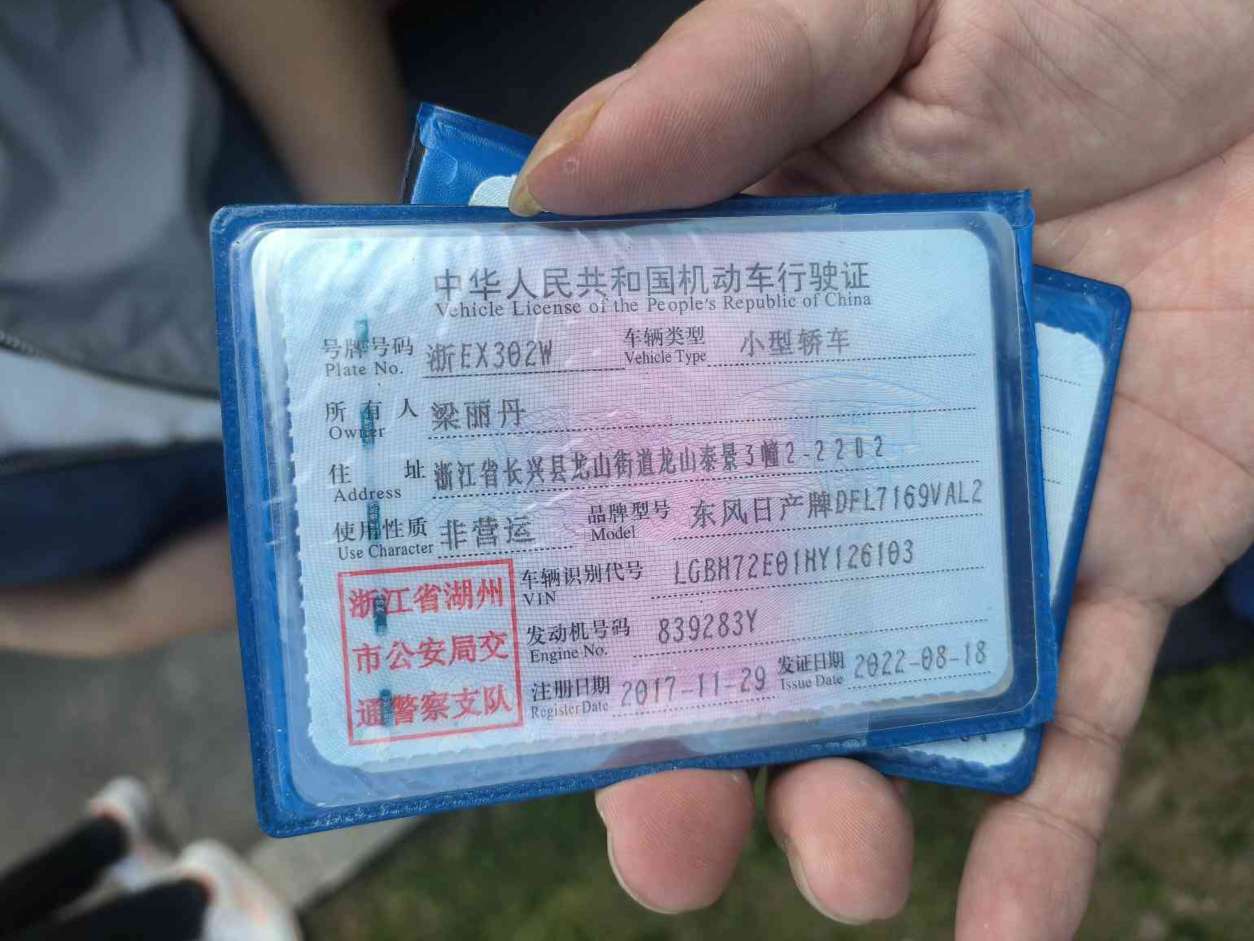 中华人民共和国机动车行驶证
Vehicle License of the People's Republic of China
号牌号码 浙EX302W 车辆类型 小型轿车
Plate No. Vehicle Type
所有人 梁丽丹
Owner
住址 浙江省长兴县龙山街道龙山泰景3幢2-2202
Address
使用性质 非营运 品牌型号 东风日产牌DFL7169VAL2
Use Character Model
车辆识别代号 LGBH72E01HY126103
VIN
发动机号码 839283Y
Engine No.
注册日期 2017-11-29 发证日期 2022-08-18
Register Date Issue Date
浙江省湖州
市公安局交
通警察支队